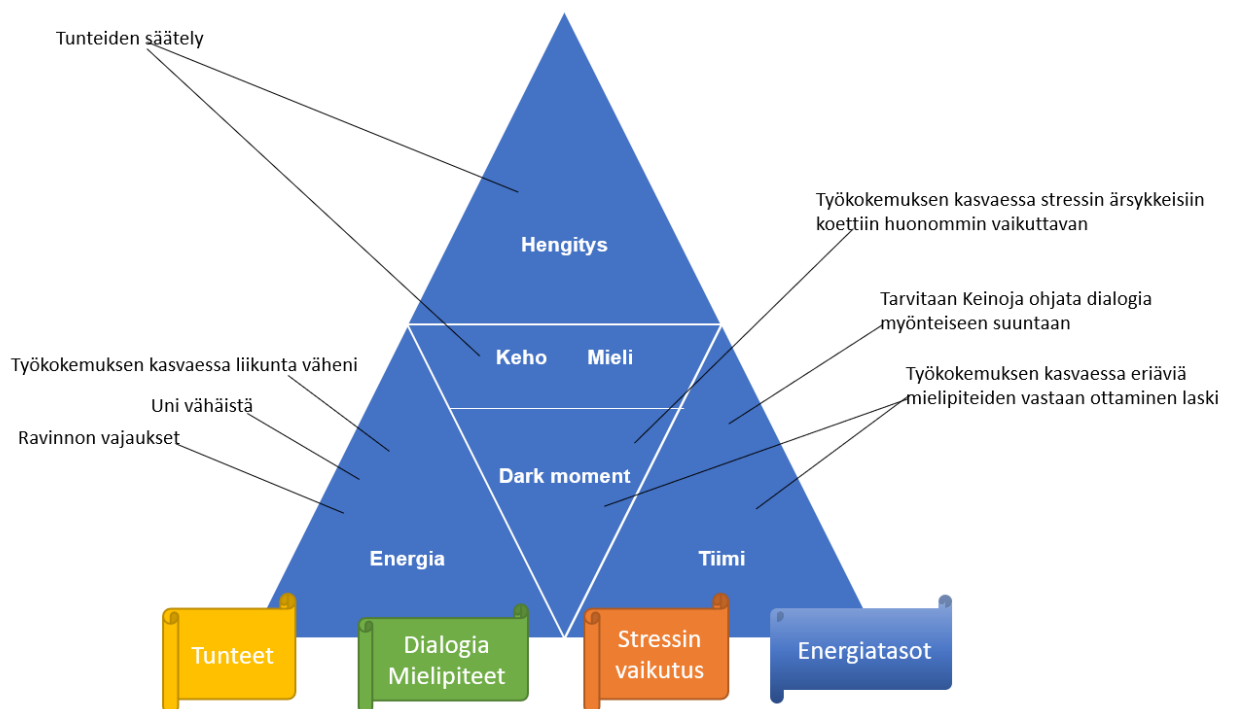 Tunteiden säätely
Työkokemuksen kasvaessa stressin ärsykkeisiin
koettiin huonommin vaikuttavan
Hengitys
Tarvitaan Keinoja ohjata dialogia
myönteiseen suuntaan
Keho Mieli
Työkokemuksen kasvaessa liikunta väheni
Työkokemuksen kasvaessa eriäviä
mielipiteiden vastaan ottaminen laski
Uni vähäistä
Ravinnon vajaukset
Dark moment
Energia
Tiimi
Tunteet
Dialogia
Mielipiteet
Stressin
vaikutus
Energiatasot